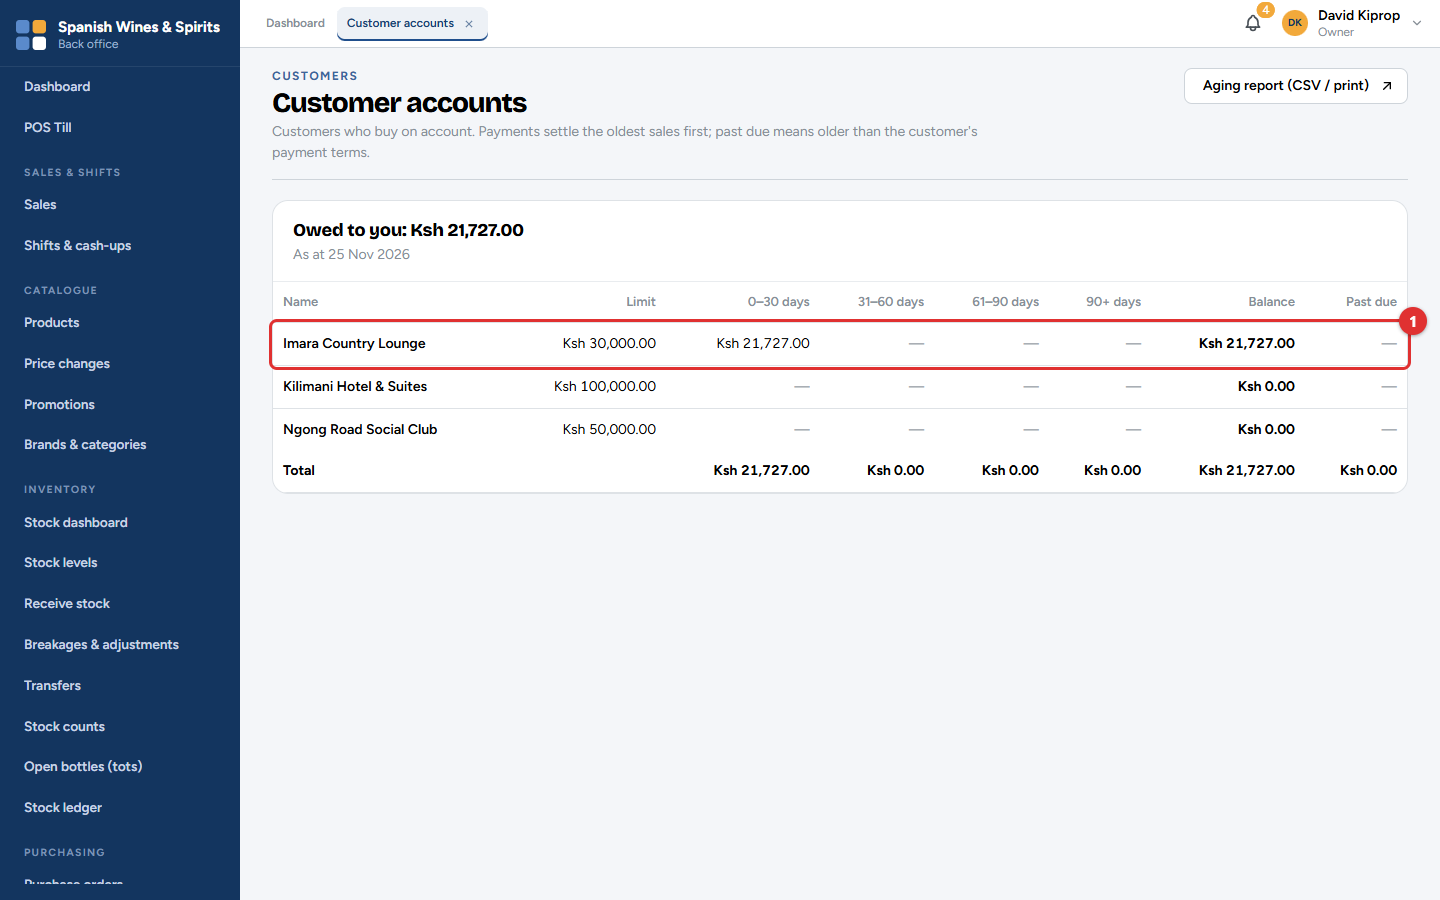 Spanish Wines & Spirits
Back office
Dashboard
POS Till
SALES & SHIFTS
Sales
Shifts & cash-ups
CATALOGUE
Products
Price changes
Promotions
Brands & categories
INVENTORY
Stock dashboard
Stock levels
Receive stock
Breakages & adjustments
Transfers
Stock counts
Open bottles (tots)
Stock ledger
PURCHASING
Purchase orders
Dashboard Customer accounts ×
4
DK
David Kiprop
Owner
CUSTOMERS
Customer accounts
Customers who buy on account. Payments settle the oldest sales first; past due means older than the customer's
payment terms.
Aging report (CSV / print)
Owed to you: Ksh 21,727.00
As at 25 Nov 2026
Name Limit 0–30 days 31–60 days 61–90 days 90+ days Balance Past due
1
Imara Country Lounge Ksh 30,000.00 Ksh 21,727.00 — — — Ksh 21,727.00 —
Kilimani Hotel & Suites Ksh 100,000.00 — — — — Ksh 0.00 —
Ngong Road Social Club Ksh 50,000.00 — — — — Ksh 0.00 —
Total Ksh 21,727.00 Ksh 0.00 Ksh 0.00 Ksh 0.00 Ksh 21,727.00 Ksh 0.00